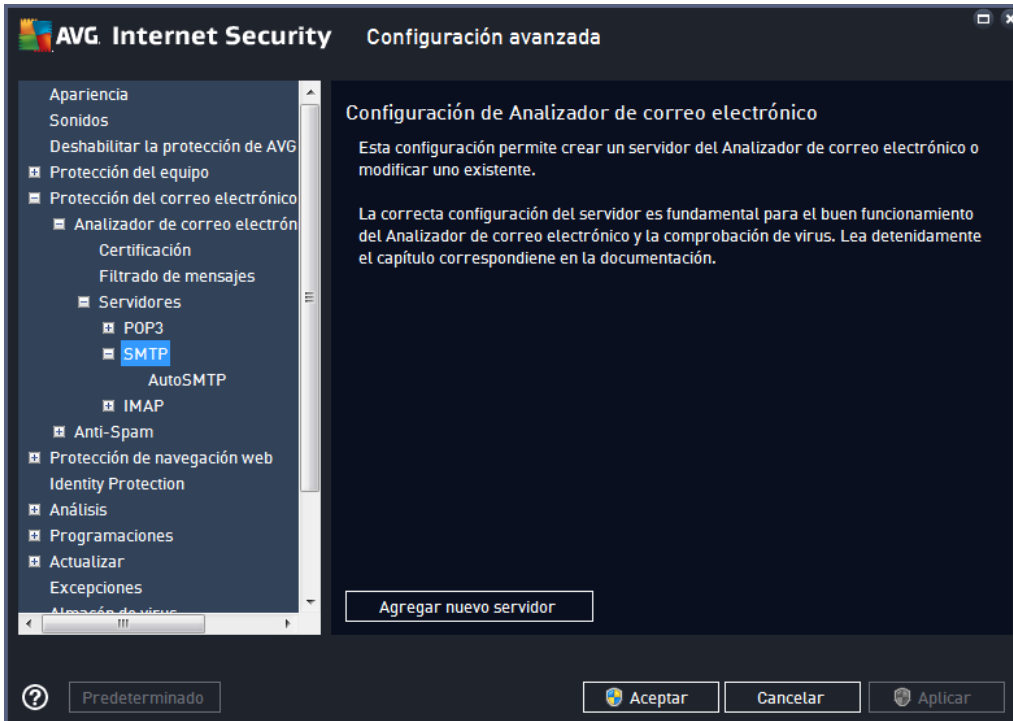 AVG. Internet Security Configuración avanzada
Apariencia
Sonidos
Deshabilitar la protección de AVG
Protección del equipo
Protección del correo electrónico
Analizador de correo electrón
Certificación
Filtrado de mensajes
Servidores
POP3
SMTP
AutoSMTP
IMAP
Anti-Spam
Protección de navegación web
Identity Protection
Análisis
Programaciones
Actualizar
Excepciones
Almacén de virus
Configuración de Analizador de correo electrónico
Esta configuración permite crear un servidor del Analizador de correo electrónico o
modificar uno existente.
La correcta configuración del servidor es fundamental para el buen funcionamiento
del Analizador de correo electrónico y la comprobación de virus. Lea detenidamente
el capítulo correspondiene en la documentación.
Agregar nuevo servidor
Predeterminado
Aceptar
Cancelar
Aplicar